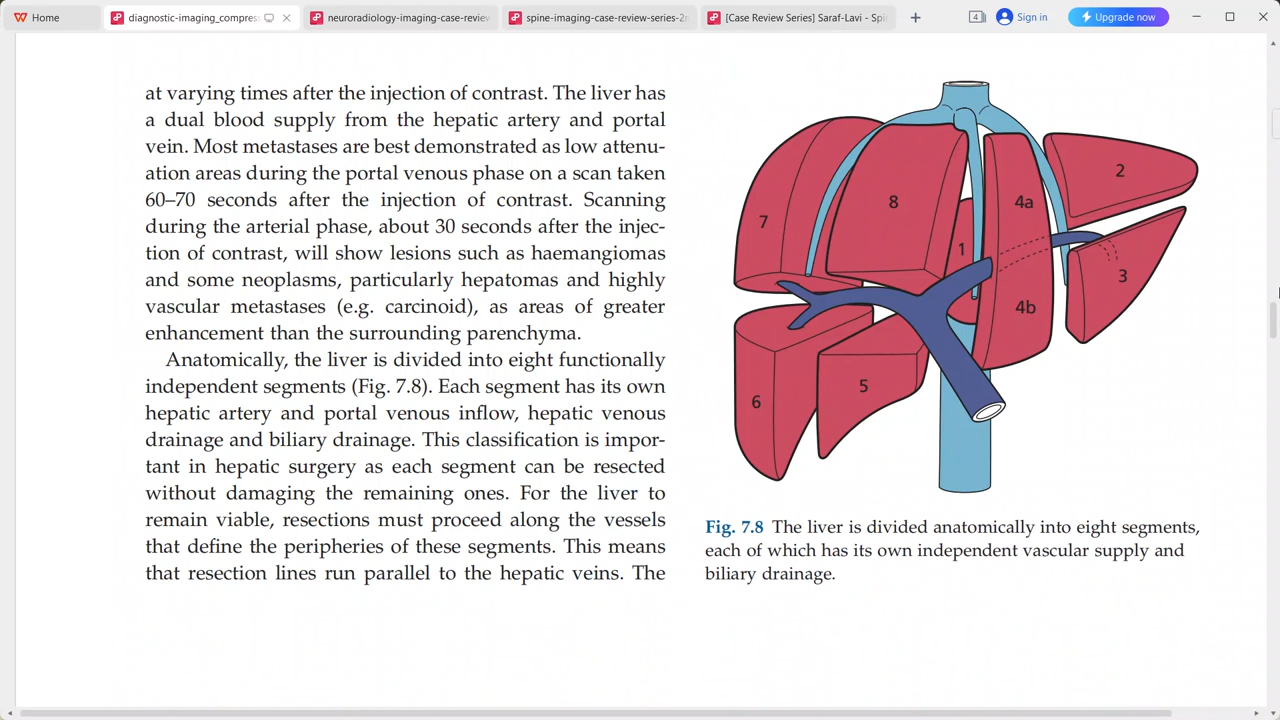 Home
diagnostic-imaging_compres
neuroradiology-imaging-case-review
spine-imaging-case-review-series-2
[Case Review Series] Saraf-Lavi - Spi
4
Sign in
Upgrade now
at varying times after the injection of contrast. The liver has
a dual blood supply from the hepatic artery and portal
vein. Most metastases are best demonstrated as low attenu-
ation areas during the portal venous phase on a scan taken
60–70 seconds after the injection of contrast. Scanning
during the arterial phase, about 30 seconds after the injec-
tion of contrast, will show lesions such as haemangiomas
and some neoplasms, particularly hepatomas and highly
vascular metastases (e.g. carcinoid), as areas of greater
enhancement than the surrounding parenchyma.
Anatomically, the liver is divided into eight functionally
independent segments (Fig. 7.8). Each segment has its own
hepatic artery and portal venous inflow, hepatic venous
drainage and biliary drainage. This classification is impor-
tant in hepatic surgery as each segment can be resected
without damaging the remaining ones. For the liver to
remain viable, resections must proceed along the vessels
that define the peripheries of these segments. This means
that resection lines run parallel to the hepatic veins. The
7
8
1
4a
2
3
4b
6
5
Fig. 7.8 The liver is divided anatomically into eight segments,
each of which has its own independent vascular supply and
biliary drainage.